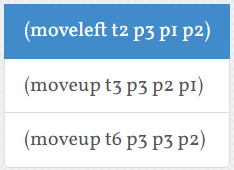 (moveleft t2 p3 p1 p2)
(moveup t3 p3 p2 p1)
(moveup t6 p3 p3 p2)